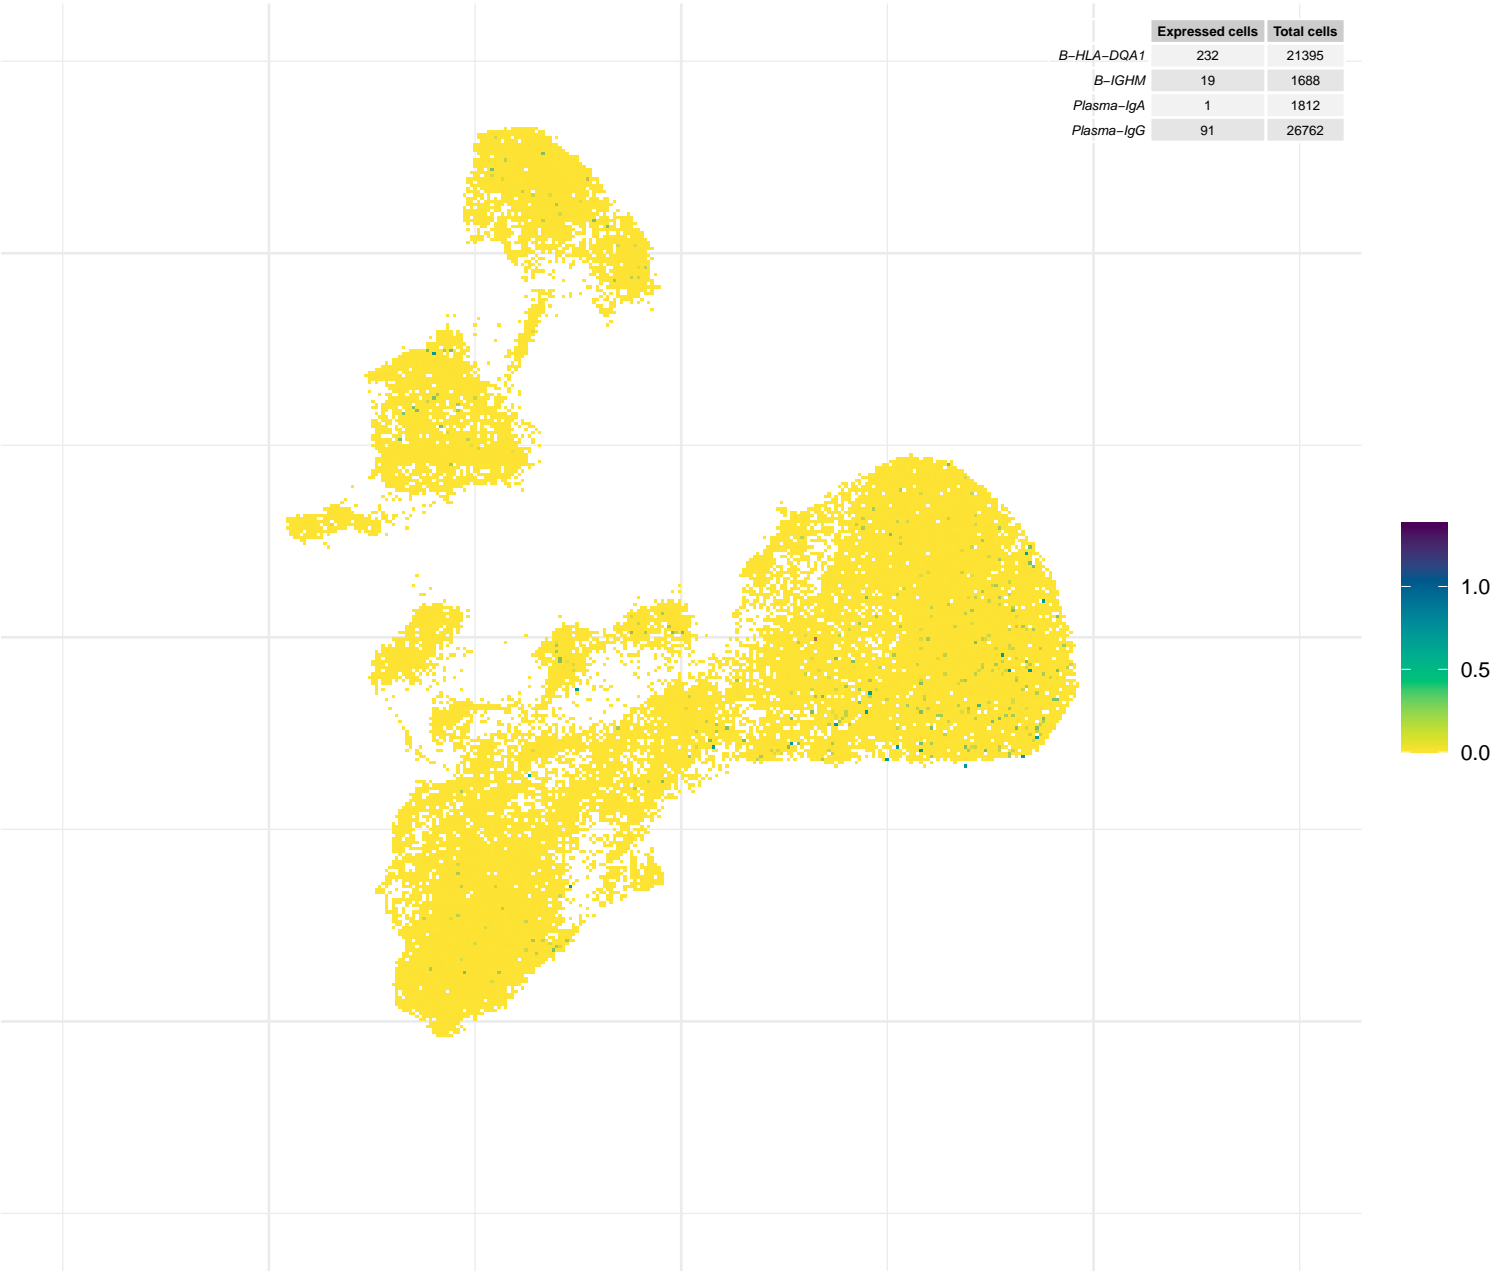 Expressed cells Total cells
B−HLA−DQA1 232 21395
B−IGHM 19 1688
Plasma−IgA 1 1812
Plasma−IgG 91 26762
1.0
0.5
0.0